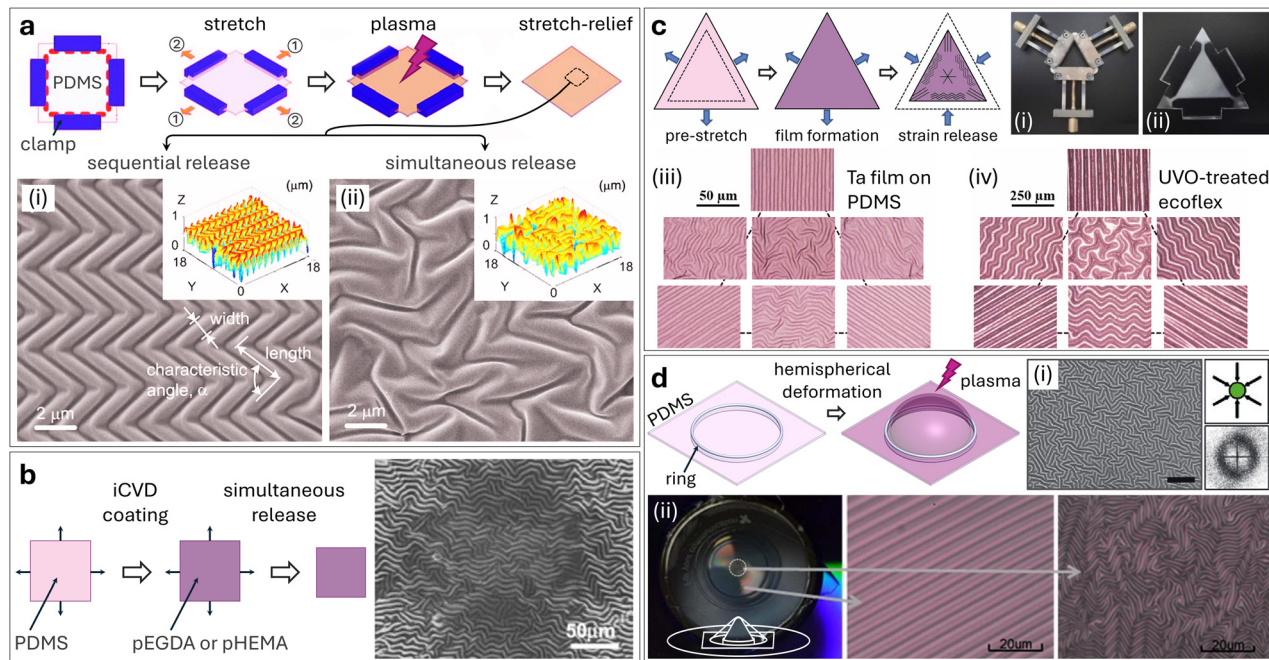 a
stretch
plasma
stretch-relief
PDMS
② ①
① ②
clamp
sequential release
simultaneous release
(i)
(μm)
Z
1
0
18
Y
0
X
18
width
length
characteristic
angle, α
2 μm
(ii)
(μm)
Z
1
0
18
Y
0
X
18
2 μm
b
iCVD
coating
simultaneous
release
PDMS
pEGDA or pHEMA
50μm
c
pre-stretch
film formation
strain release
(i)
(ii)
(iii)
50 μm
Ta film on
PDMS
(iv)
250 μm
UVO-treated
ecoflex
d
PDMS
ring
hemispherical
deformation
plasma
(i)
(ii)
20um
20um